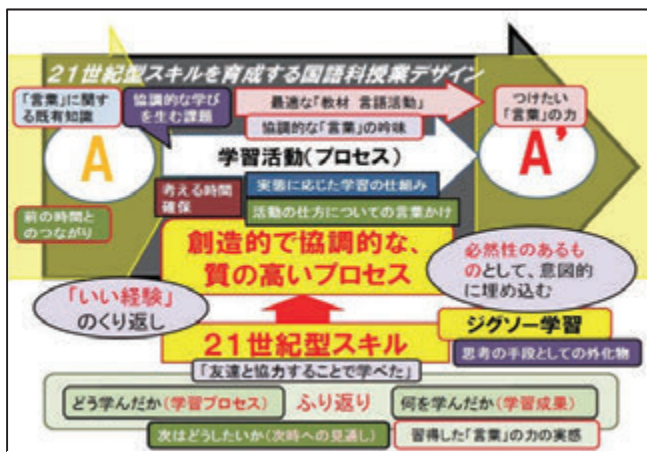 21世紀型スキルを育成する国語科授業デザイン
「言葉」に関す
る既有知識
協調的な学び
を生む課題
最適な「教材 言語活動」
つけたい
「言葉」の力
協調的な「言葉」の吟味
A
学習活動(プロセス)
A’
考える時間
確保
実態に応じた学習の仕組み
活動の仕方についての言葉かけ
前の時間と
のつながり
創造的で協調的な、
質の高いプロセス
必然性のあるも
のとして、意図的
に埋め込む
「いい経験」
のくり返し
21世紀型スキル
ジグソー学習
思考の手段としての外化物
「友達と協力することで学べた」
どう学んだか(学習プロセス)
ふり返り
何を学んだか(学習成果)
次はどうしたいか(次時への見通し)
習得した「言葉」の力の実感